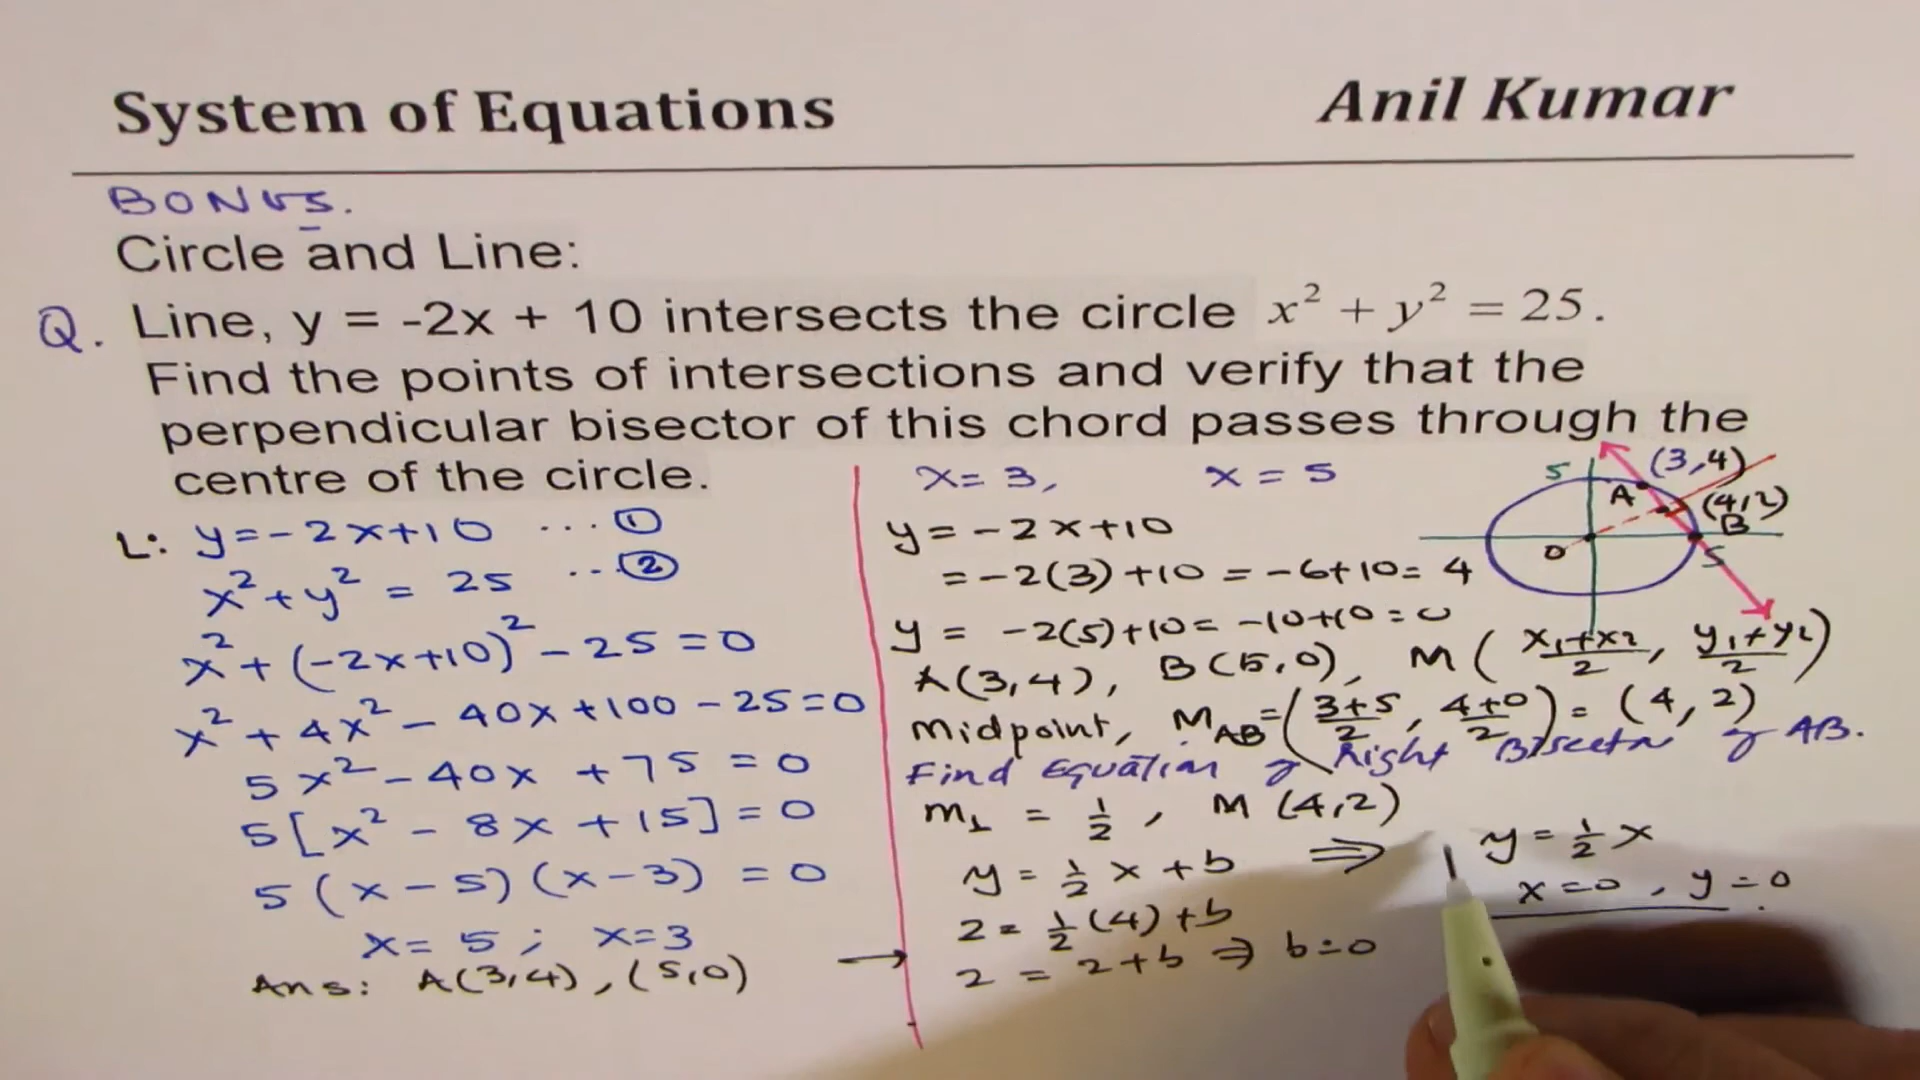 System of Equations
Anil Kumar
BONUS.
Circle and Line:
Q. Line, y = -2x + 10 intersects the circle x² + y² = 25.
Find the points of intersections and verify that the
perpendicular bisector of this chord passes through the
centre of the circle.
L: y = -2x+10 ... ①
x² + y² = 25 ... ②
x² + (-2x+10)² - 25 = 0
x² + 4x² - 40x + 100 - 25 = 0
5x² - 40x + 75 = 0
5[x² - 8x + 15] = 0
5(x - 5)(x - 3) = 0
x = 5 ; x = 3
Ans: A(3,4), (5,0) →
x = 3, x = 5
y = -2x+10
= -2(3) + 10 = -6+10 = 4
y = -2(5)+10 = -10+10 = 0
A(3,4), B(5,0), M((x₁+x₂)/2, (y₁+y₂)/2)
Midpoint, M_AB = ((3+5)/2, (4+0)/2) = (4, 2)
Find Equation of Right Bisector of AB.
m⊥ = 1/2, M (4,2)
y = 1/2 x + b ⇒ y = 1/2 x
2 = 1/2 (4) + b
2 = 2 + b ⇒ b = 0
x = 0, y = 0
5
(3,4)
A
(4,2)
B
O
5